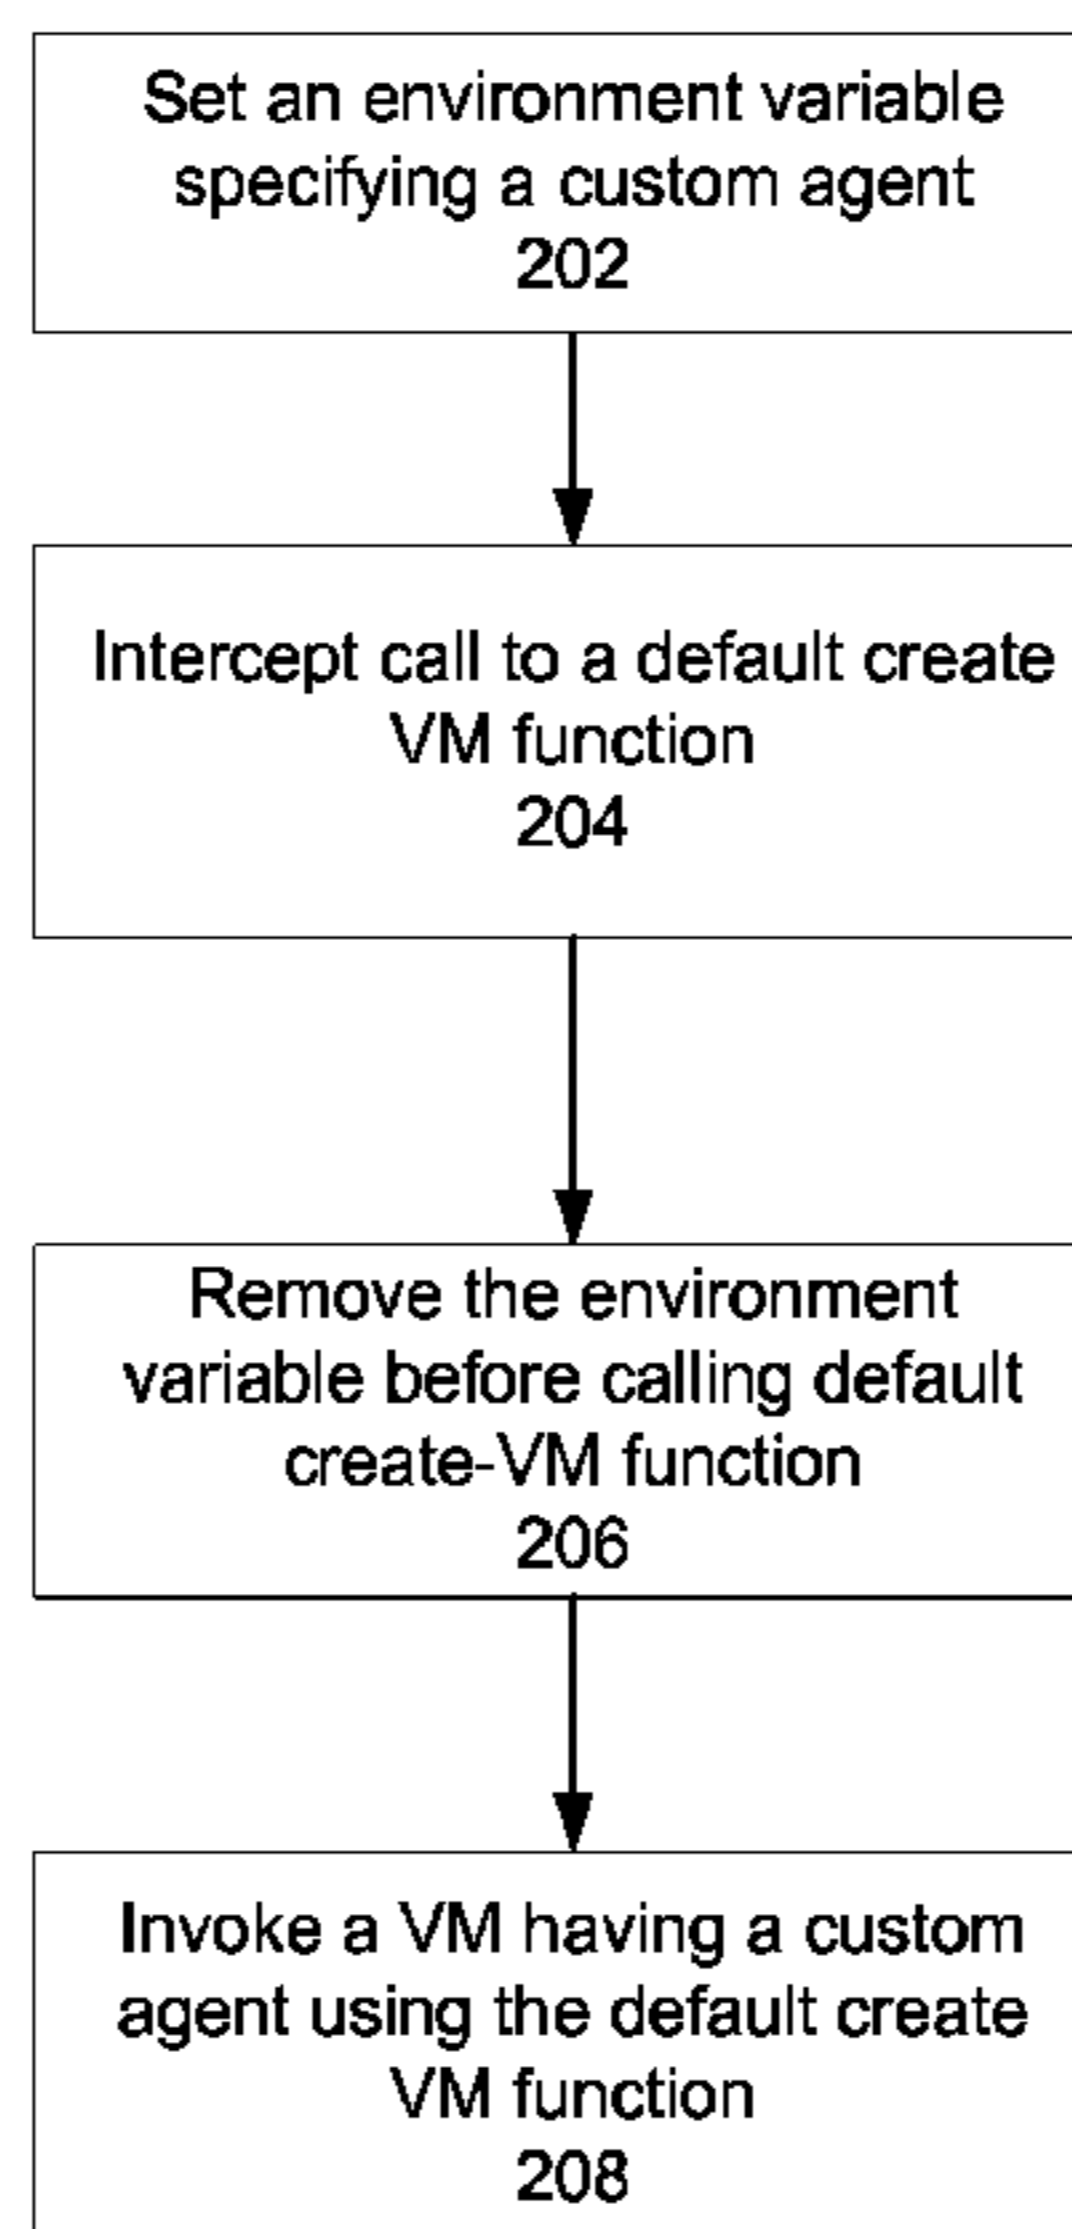 Set an environment variable
specifying a custom agent
202
Intercept call to a default create
VM function
204
Remove the environment
variable before calling default
create-VM function
206
Invoke a VM having a custom
agent using the default create
VM function
208